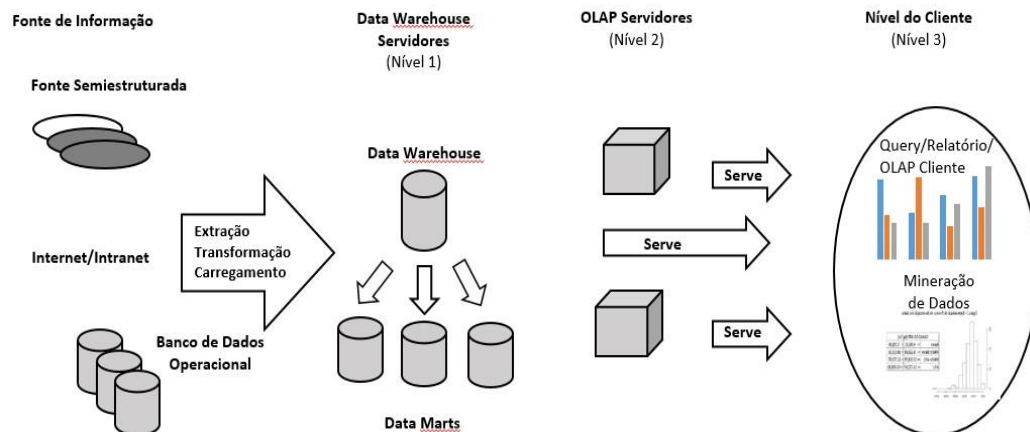 Fonte de Informação
Data Warehouse
Servidores
(Nível 1)
OLAP Servidores
(Nível 2)
Nível do Cliente
(Nível 3)
Fonte Semiestruturada
Internet/Intranet
Banco de Dados
Operacional
Extração
Transformação
Carregamento
Data Warehouse
Data Marts
Serve
Serve
Serve
Query/Relatório/
OLAP Cliente
Mineração
de Dados